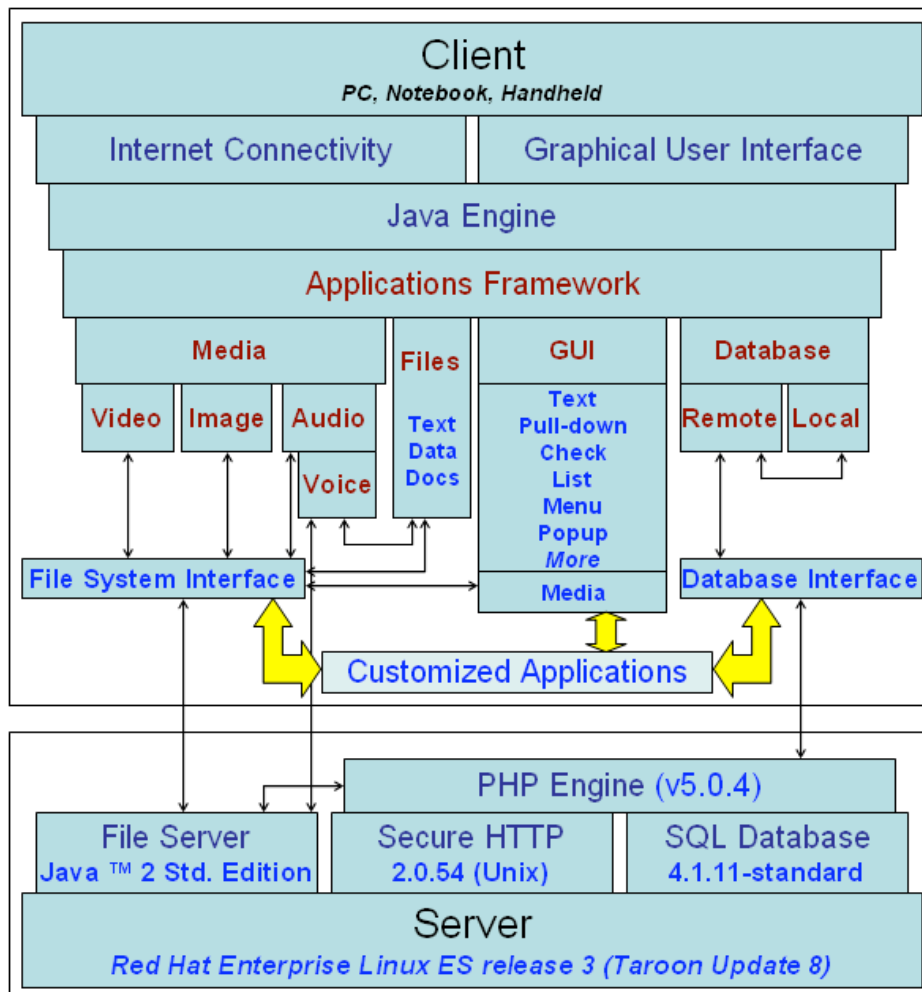 Client
PC, Notebook, Handheld
Internet Connectivity
Graphical User Interface
Java Engine
Applications Framework
Media
Files
GUI
Database
Video
Image
Audio
Voice
Text
Data
Docs
Text
Pull-down
Check
List
Menu
Popup
More
Media
Remote
Local
File System Interface
Database Interface
Customized Applications
PHP Engine (v5.0.4)
File Server
Java ™ 2 Std. Edition
Secure HTTP
2.0.54 (Unix)
SQL Database
4.1.11-standard
Server
Red Hat Enterprise Linux ES release 3 (Taroon Update 8)